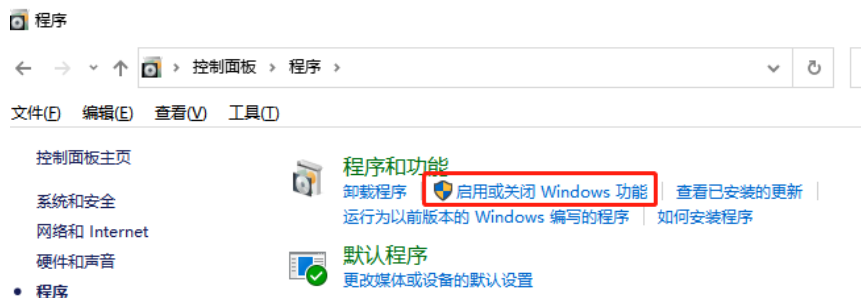 程序
控制面板 › 程序 ›
文件(F) 编辑(E) 查看(V) 工具(T)
控制面板主页
系统和安全
网络和 Internet
硬件和声音
程序
程序和功能
卸载程序 启用或关闭 Windows 功能 查看已安装的更新
运行为以前版本的 Windows 编写的程序 如何安装程序
默认程序
更改媒体或设备的默认设置